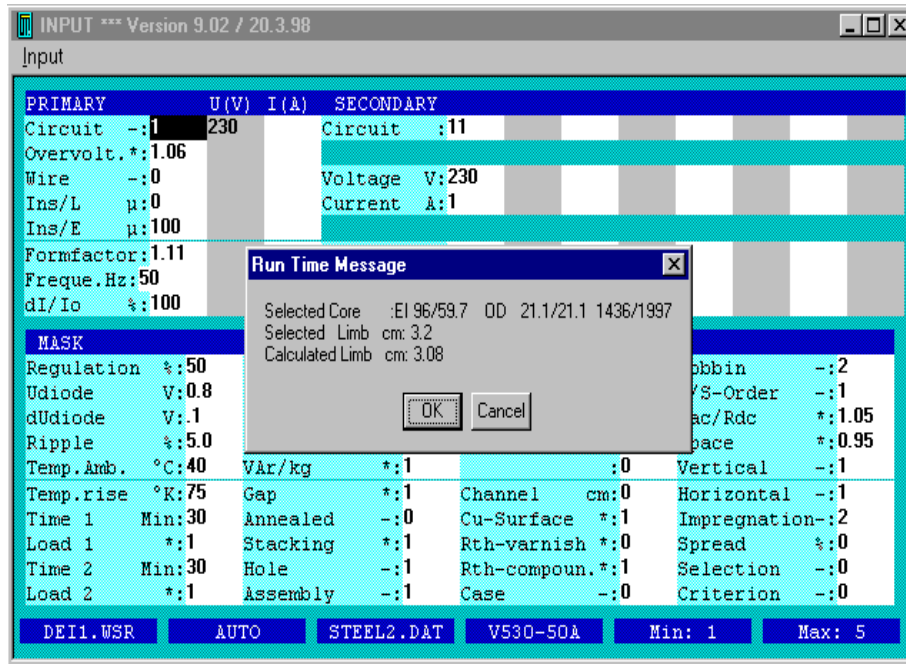 INPUT *** Version 9.02 / 20.3.98
Input
PRIMARY U(V) I(A) SECONDARY
Circuit -:1 230 Circuit :11
Overvolt.*:1.06
Wire -:0 Voltage V:230
Ins/L µ:0 Current A:1
Ins/E µ:100
Formfactor:1.11
Freque.Hz:50
dI/Io %:100
Run Time Message
Selected Core :EI 96/59.7 OD 21.1/21.1 1436/1997
Selected Limb cm: 3.2
Calculated Limb cm: 3.08
OK Cancel
MASK
Regulation %:50 obbin -:2
Udiode V:0.8 /S-Order -:1
dUdiode V:.1 ac/Rdc *:1.05
Ripple %:5.0 pace *:0.95
Temp.Amb. °C:40 VAr/kg *:1 :0 Vertical -:1
Temp.rise °K:75 Gap *:1 Channel cm:0 Horizontal -:1
Time 1 Min:30 Annealed -:0 Cu-Surface *:1 Impregnation-:2
Load 1 *:1 Stacking *:1 Rth-varnish *:0 Spread %:0
Time 2 Min:30 Hole -:1 Rth-compoun.*:1 Selection -:0
Load 2 *:1 Assembly -:1 Case -:0 Criterion -:0
DEI1.WSR AUTO STEEL2.DAT V530-50A Min: 1 Max: 5